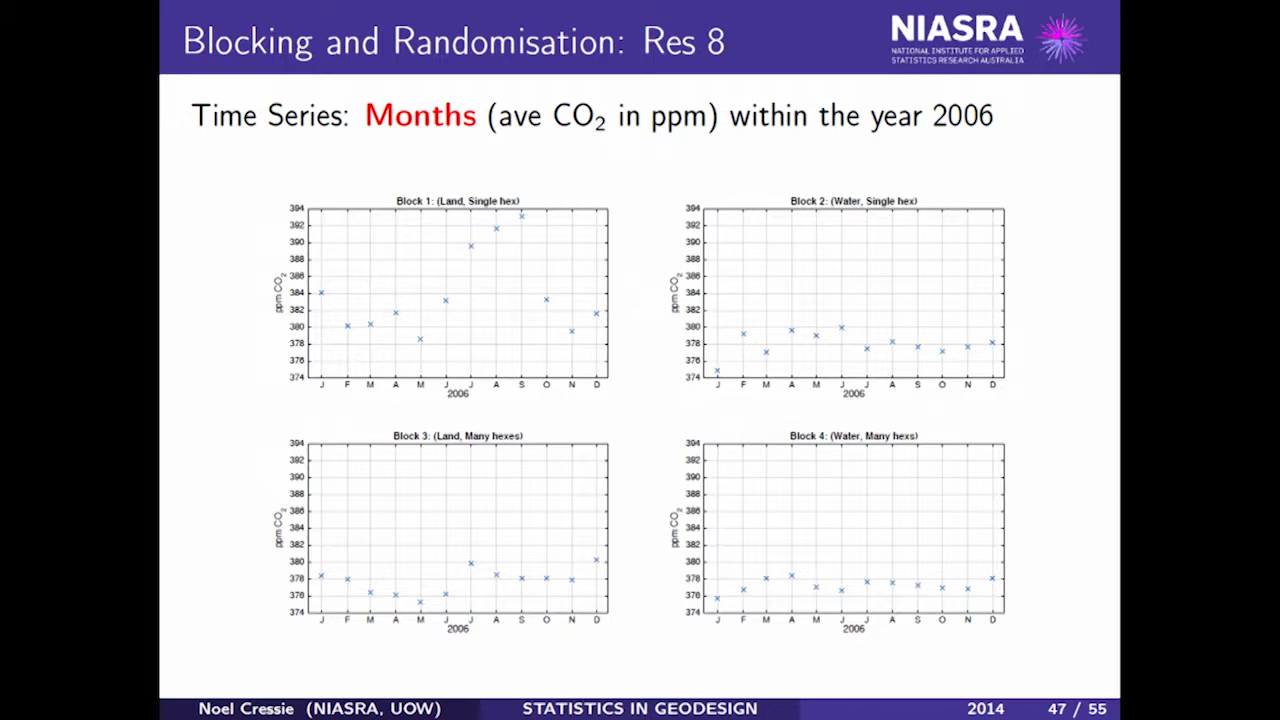 Blocking and Randomisation: Res 8
NIASRA
NATIONAL INSTITUTE FOR APPLIED
STATISTICS RESEARCH AUSTRALIA
Time Series: Months (ave CO₂ in ppm) within the year 2006
Block 1: (Land, Single hex)
394
392
390
388
386
384
382
380
378
376
374
ppm CO₂
J F M A M J J A S O N D
2006
Block 2: (Water, Single hex)
394
392
390
388
386
384
382
380
378
376
374
ppm CO₂
J F M A M J J A S O N D
2006
Block 3: (Land, Many hexes)
394
392
390
388
386
384
382
380
378
376
374
ppm CO₂
J F M A M J J A S O N D
2006
Block 4: (Water, Many hexs)
394
392
390
388
386
384
382
380
378
376
374
ppm CO₂
J F M A M J J A S O N D
2006
Noel Cressie (NIASRA, UOW) STATISTICS IN GEODESIGN 2014 47 / 55